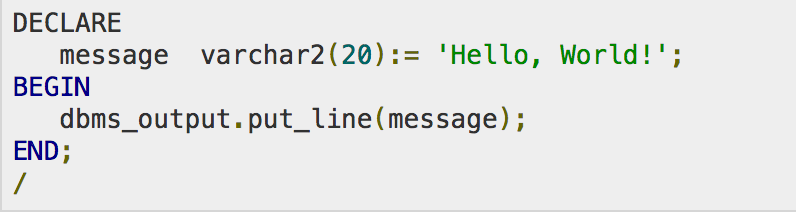 DECLARE
   message  varchar2(20):= 'Hello, World!';
BEGIN
   dbms_output.put_line(message);
END;
/